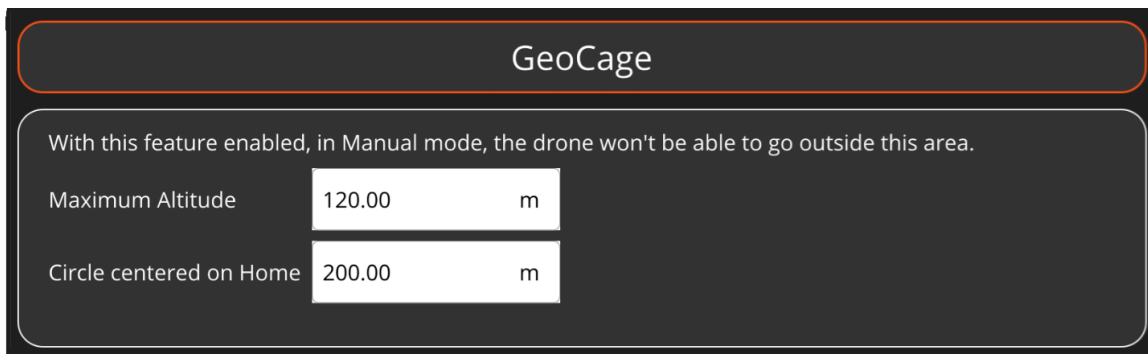 GeoCage
With this feature enabled, in Manual mode, the drone won't be able to go outside this area.
Maximum Altitude 120.00 m
Circle centered on Home 200.00 m